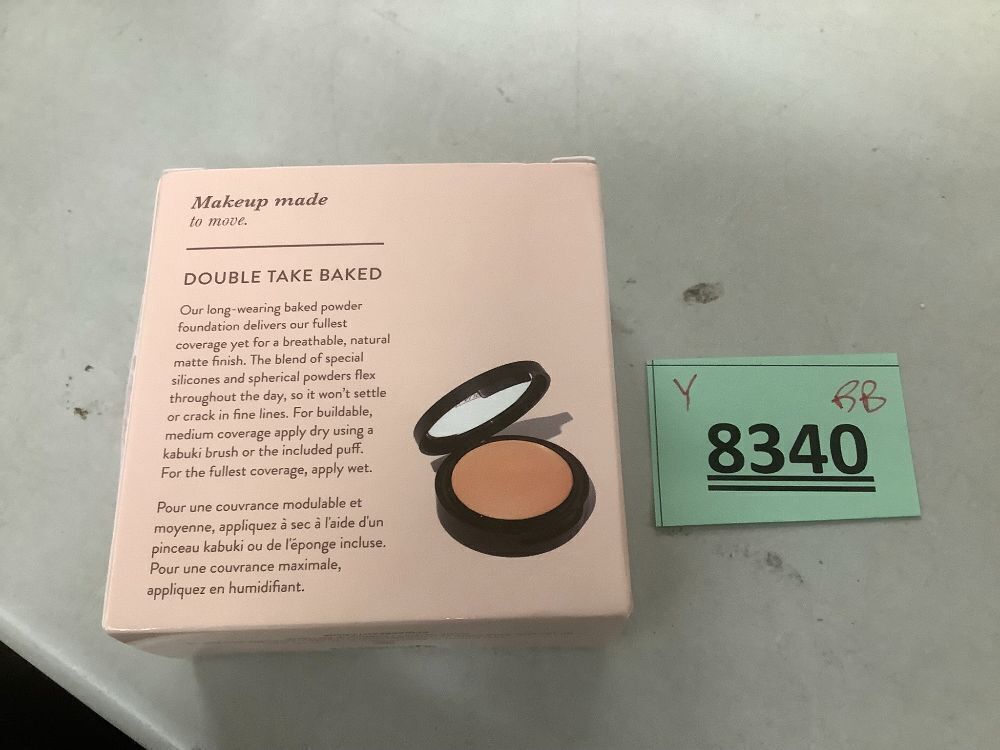 Makeup made
to move.
DOUBLE TAKE BAKED
Our long-wearing baked powder
foundation delivers our fullest
coverage yet for a breathable, natural
matte finish. The blend of special
silicones and spherical powders flex
throughout the day, so it won't settle
or crack in fine lines. For buildable,
medium coverage apply dry using a
kabuki brush or the included puff.
For the fullest coverage, apply wet.
Pour une couvrance modulable et
moyenne, appliquez à sec à l'aide d'un
pinceau kabuki ou de l'éponge incluse.
Pour une couvrance maximale,
appliquez en humidifiant.
Y BB
8340